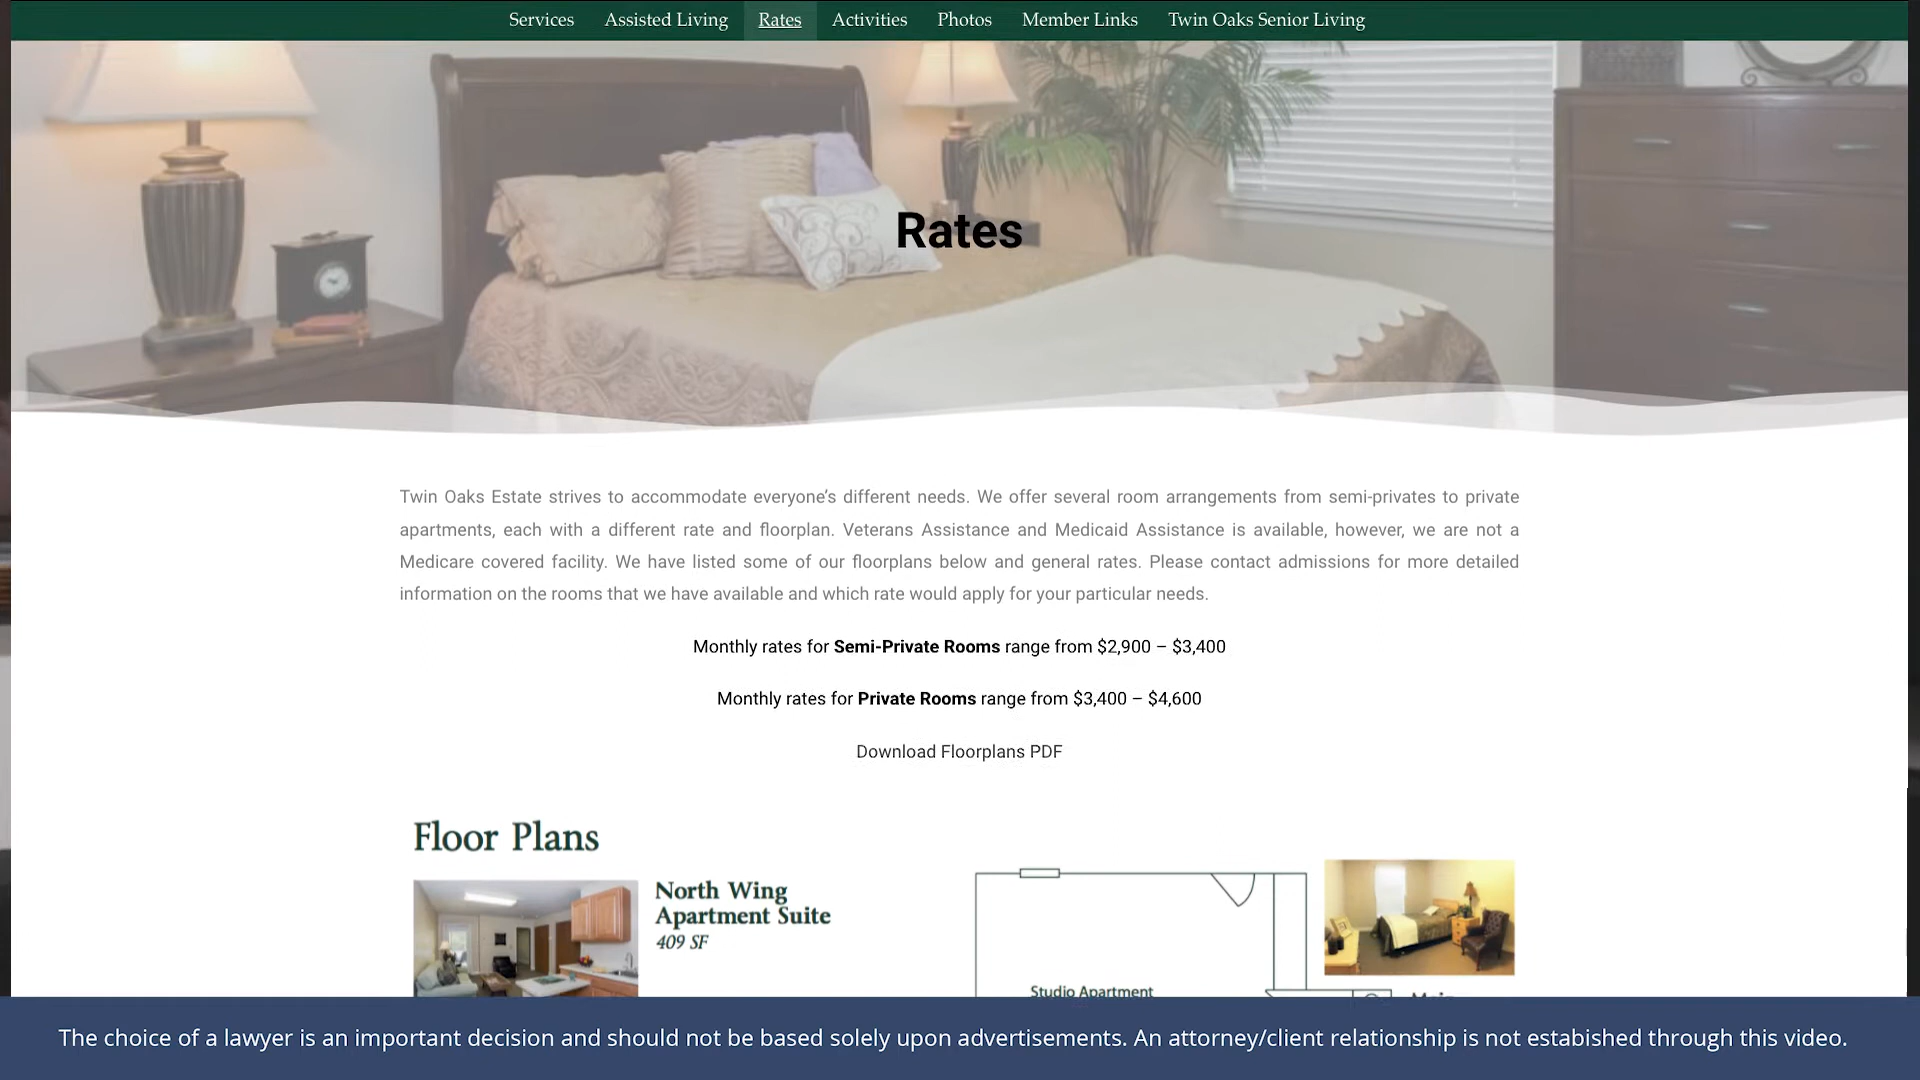 Services Assisted Living Rates Activities Photos Member Links Twin Oaks Senior Living
Rates
Twin Oaks Estate strives to accommodate everyone’s different needs. We offer several room arrangements from semi-privates to private
apartments, each with a different rate and floorplan. Veterans Assistance and Medicaid Assistance is available, however, we are not a
Medicare covered facility. We have listed some of our floorplans below and general rates. Please contact admissions for more detailed
information on the rooms that we have available and which rate would apply for your particular needs.
Monthly rates for Semi-Private Rooms range from $2,900 – $3,400
Monthly rates for Private Rooms range from $3,400 – $4,600
Download Floorplans PDF
Floor Plans
North Wing
Apartment Suite
409 SF
Studio Apartment
The choice of a lawyer is an important decision and should not be based solely upon advertisements. An attorney/client relationship is not estabished through this video.